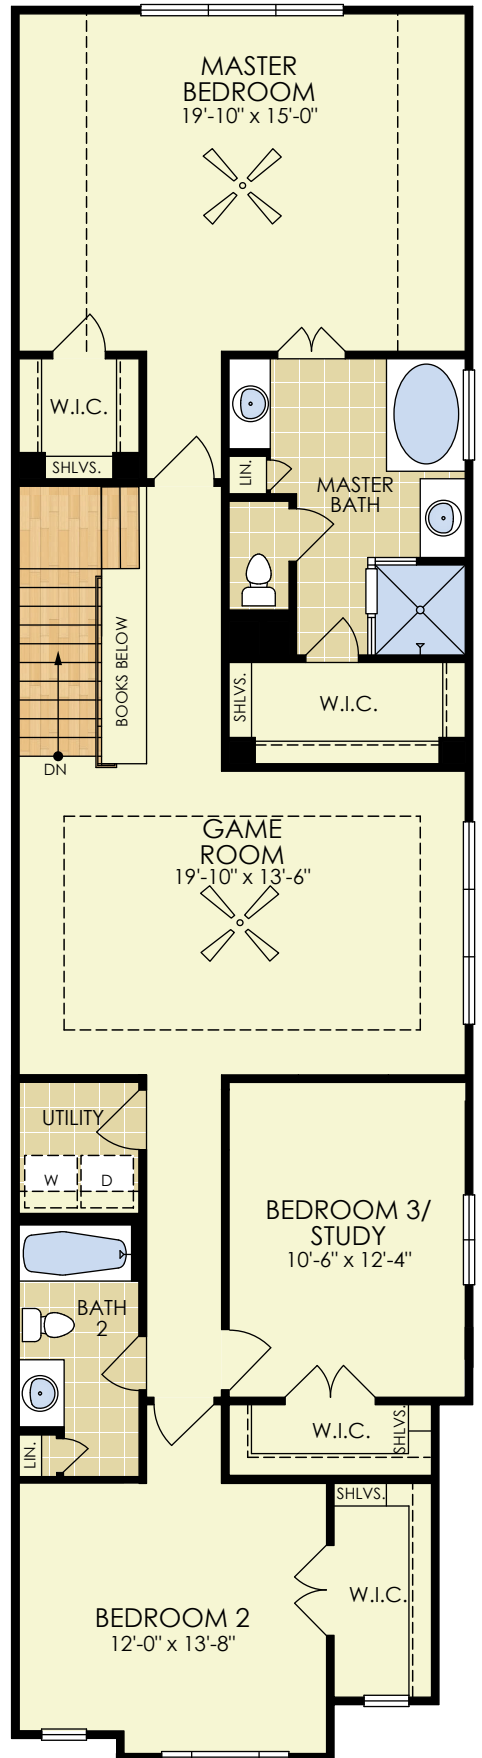 MASTER
BEDROOM
19'-10" x 15'-0"
W.I.C.
SHLVS.
LIN.
MASTER
BATH
BOOKS BELOW
SHLVS.
W.I.C.
DN
GAME
ROOM
19'-10" x 13'-6"
UTILITY
W D
BEDROOM 3/
STUDY
10'-6" x 12'-4"
BATH
2
W.I.C.
SHLVS.
LIN.
SHLVS.
W.I.C.
BEDROOM 2
12'-0" x 13'-8"